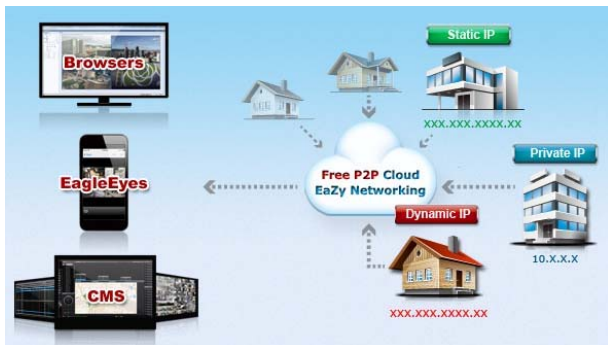 Browsers
EagleEyes
CMS
Free P2P Cloud
EaZy Networking
Static IP
XXX.XXX.XXXX.XX
Private IP
10.X.X.X
Dynamic IP
XXX.XXX.XXXX.XX